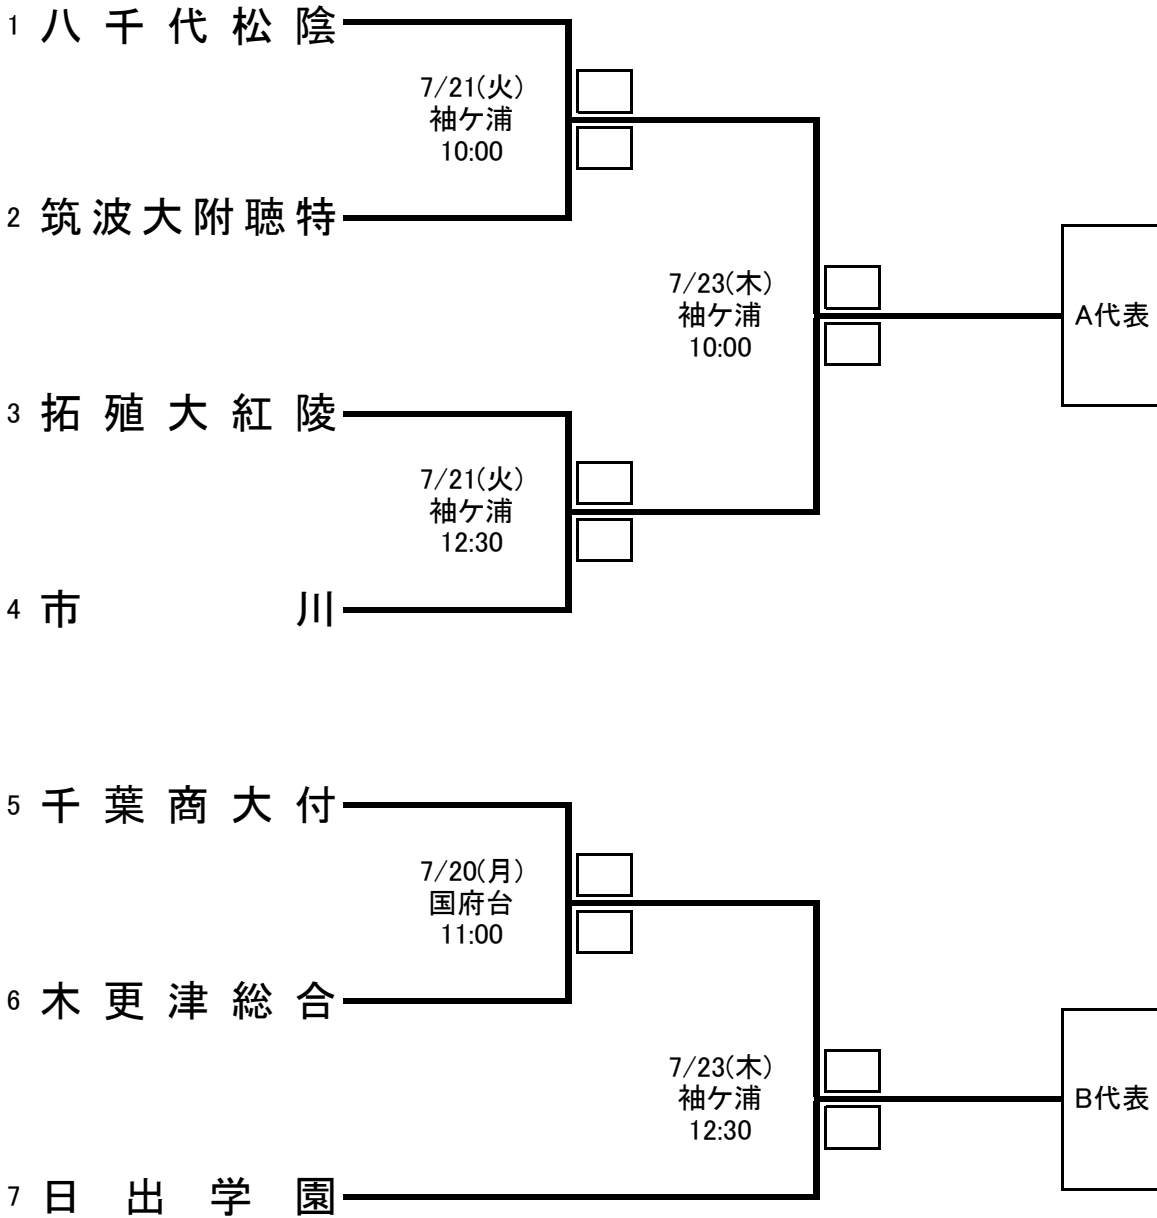 1 八千代松陰
7/21(火)
袖ケ浦
10:00
2 筑波大附聴特
7/23(木)
袖ケ浦
10:00
A代表
3 拓殖大紅陵
7/21(火)
袖ケ浦
12:30
4 市川
5 千葉商大付
7/20(月)
国府台
11:00
6 木更津総合
7/23(木)
袖ケ浦
12:30
B代表
7 日出学園